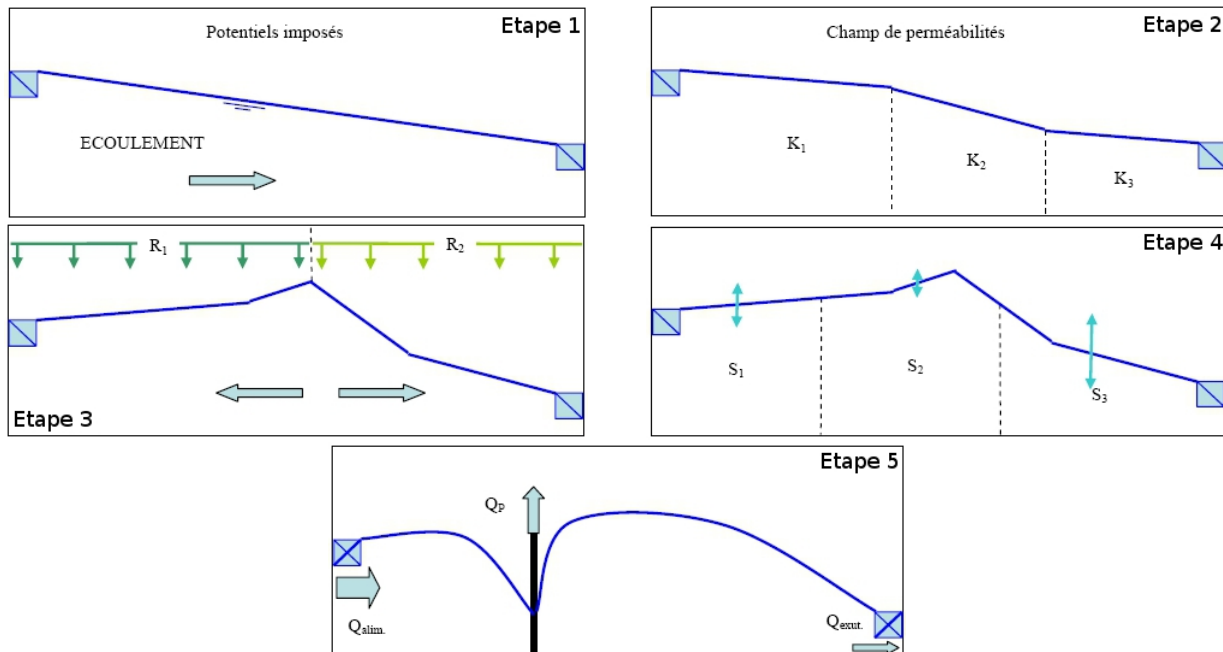 Etape 1
Potentiels imposés
ECOULEMENT
Etape 2
Champ de perméabilités
K1
K2
K3
R1
R2
Etape 3
Etape 4
S1
S2
S3
Etape 5
QP
Qalim.
Qexut.